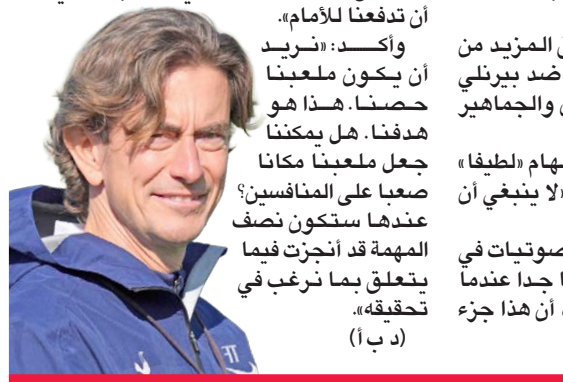 أن تدفعنا للأمام».
وأكد: «نريد
أن يكون ملعبنا
حصنا. هذا هو
هدفنا. هل يمكننا
جعل ملعبنا مكانا
صعبا على المنافسين؟
عندها ستكون نصف
المهمة قد أنجزت فيما
يتعلق بما نرغب في
تحقيقه».
(د ب أ)
المزيد من
ضد بيرنلي
والجماهير
«لطيفا»
«لا ينبغي أن
صوتيات في
جدا عندما
أن هذا جزء
TF